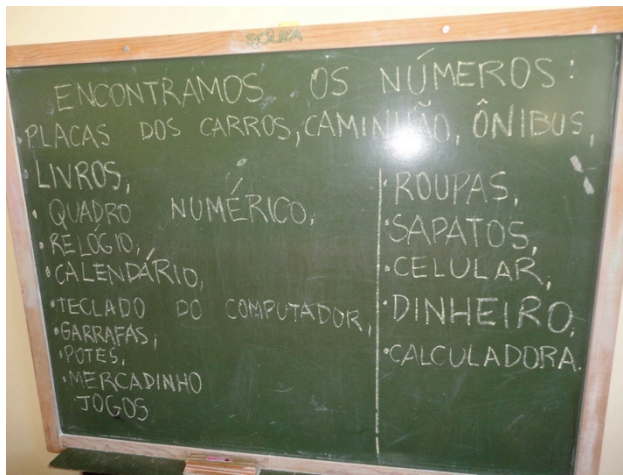 SOUZA
ENCONTRAMOS OS NÚMEROS:
•PLACAS DOS CARROS, CAMINHÃO, ÔNIBUS,
•LIVROS,
•QUADRO NUMÉRICO,
•RELÓGIO,
•CALENDÁRIO,
•TECLADO DO COMPUTADOR,
•GARRAFAS,
•POTES,
•MERCADINHO
JOGOS
•ROUPAS,
•SAPATOS,
•CELULAR,
•DINHEIRO,
•CALCULADORA.